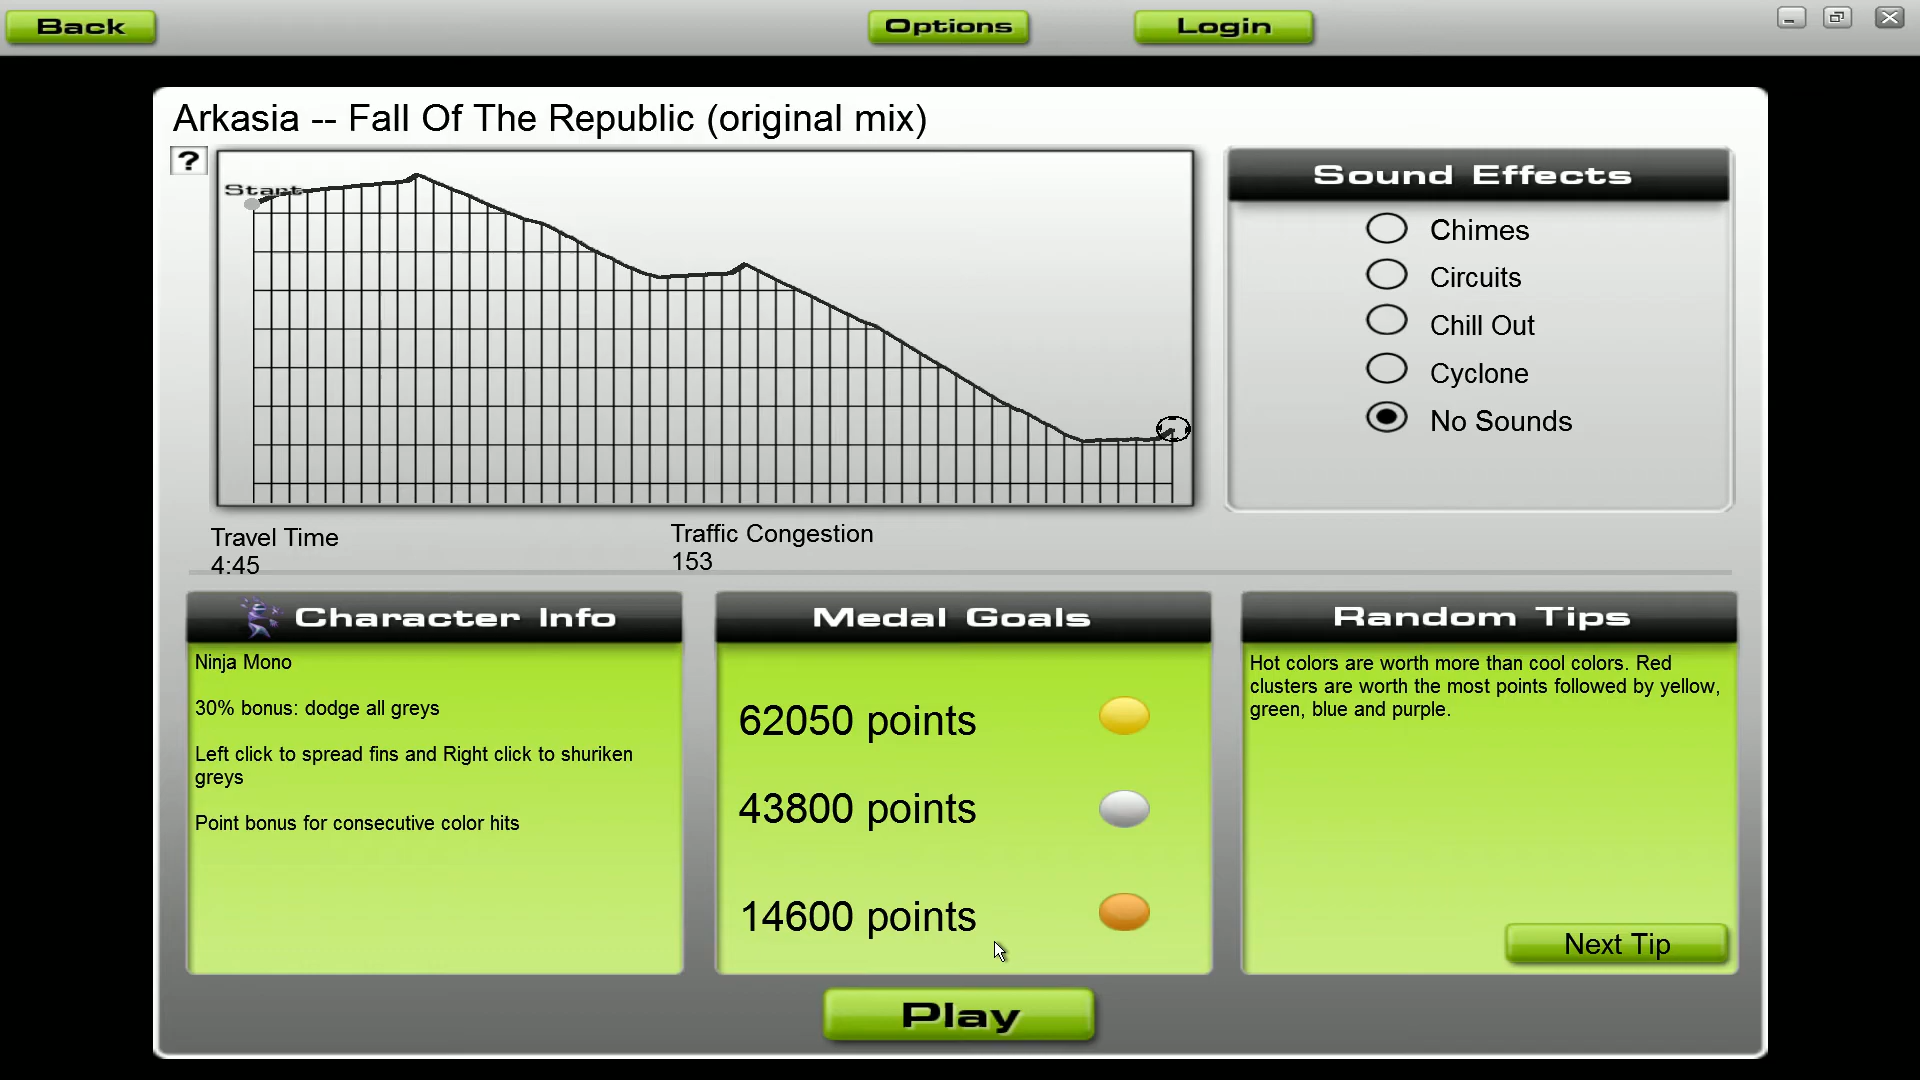 Back
Options
Login
Arkasia -- Fall Of The Republic (original mix)
?
Start
Sound Effects
Chimes
Circuits
Chill Out
Cyclone
No Sounds
Travel Time
4:45
Traffic Congestion
153
Character Info
Ninja Mono
30% bonus: dodge all greys
Left click to spread fins and Right click to shuriken
greys
Point bonus for consecutive color hits
Medal Goals
62050 points
43800 points
14600 points
Random Tips
Hot colors are worth more than cool colors. Red
clusters are worth the most points followed by yellow,
green, blue and purple.
Next Tip
Play